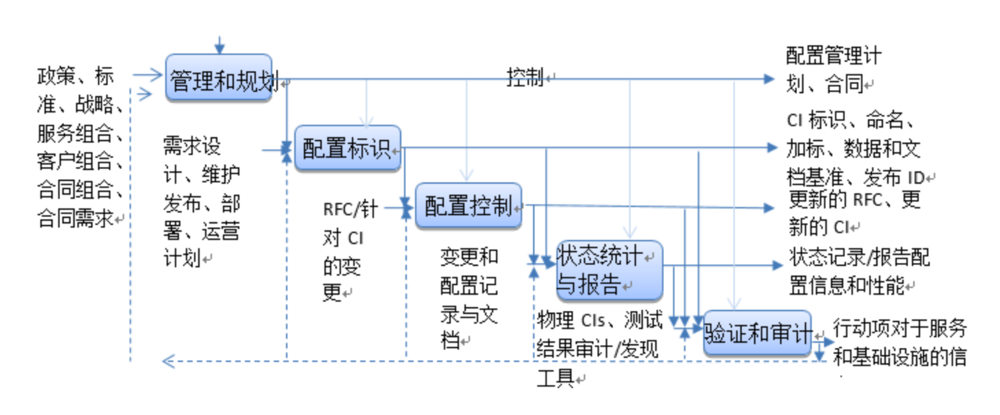 政策、标
准、战略、
服务组合、
客户组合、
合同组合、
合同需求
管理和规划
控制
配置管理计
划、合同
需求设
计、维护
发布、部
署、运营
计划
配置标识
CI 标识、命名、
加标、数据和文
档基准、发布 ID
RFC/针
对 CI
的变
更
配置控制
更新的 RFC、更
新的 CI
变更和
配置记
录与文
档
状态统计
与报告
状态记录/报告配
置信息和性能
物理 CIs、测试
结果审计/发现
工具
验证和审计
行动项对于服务
和基础设施的信